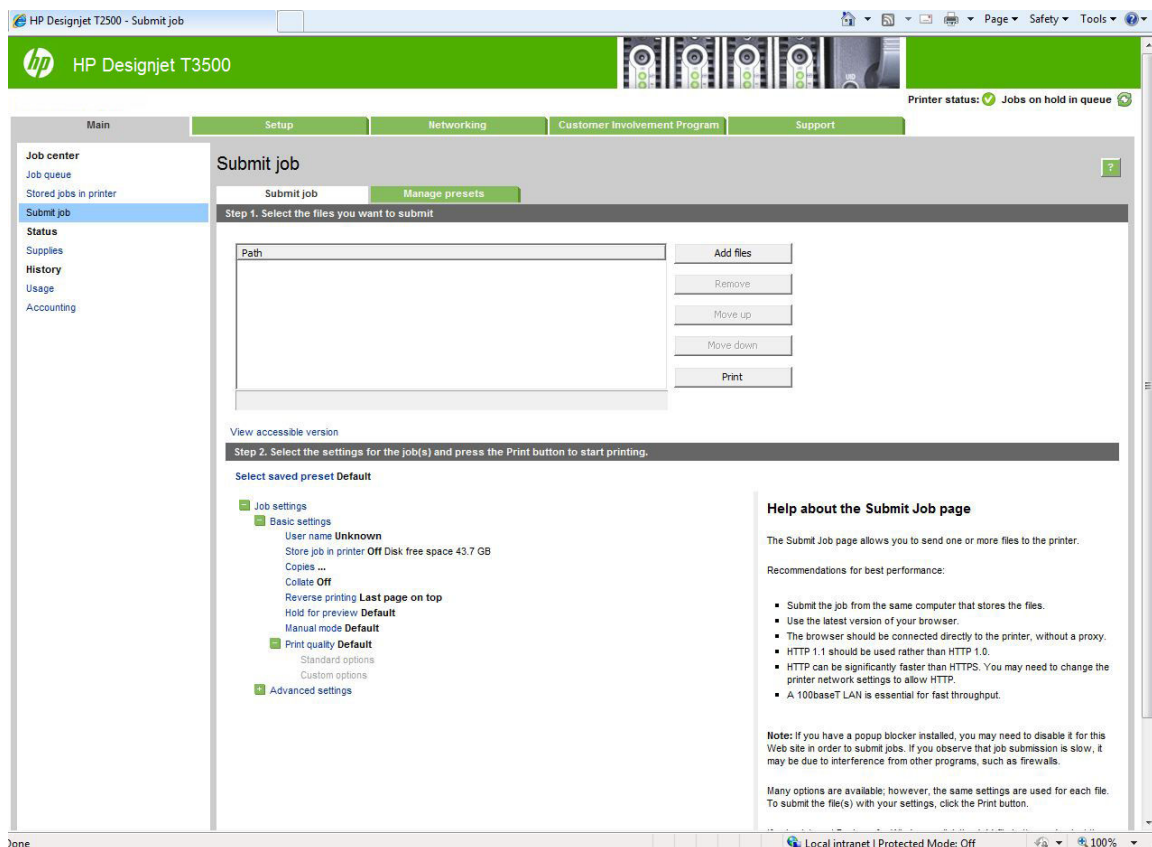 HP Designjet T2500 - Submit job
Page Safety Tools
hp HP Designjet T3500
UID
Printer status: Jobs on hold in queue
Main Setup Networking Customer Involvement Program Support
Job center
Job queue
Stored jobs in printer
Submit job
Status
Supplies
History
Usage
Accounting
Submit job
?
Submit job Manage presets
Step 1. Select the files you want to submit
Path
Add files
Remove
Move up
Move down
Print
View accessible version
Step 2. Select the settings for the job(s) and press the Print button to start printing.
Select saved preset Default
Job settings
Basic settings
User name Unknown
Store job in printer Off Disk free space 43.7 GB
Copies ...
Collate Off
Reverse printing Last page on top
Hold for preview Default
Manual mode Default
Print quality Default
Standard options
Custom options
Advanced settings
Help about the Submit Job page
The Submit Job page allows you to send one or more files to the printer.
Recommendations for best performance:
Submit the job from the same computer that stores the files.
Use the latest version of your browser.
The browser should be connected directly to the printer, without a proxy.
HTTP 1.1 should be used rather than HTTP 1.0.
HTTP can be significantly faster than HTTPS. You may need to change the
printer network settings to allow HTTP.
A 100baseT LAN is essential for fast throughput.
Note: If you have a popup blocker installed, you may need to disable it for this
Web site in order to submit jobs. If you observe that job submission is slow, it
may be due to interference from other programs, such as firewalls.
Many options are available; however, the same settings are used for each file.
To submit the file(s) with your settings, click the Print button.
Done
Local intranet | Protected Mode: Off
100%